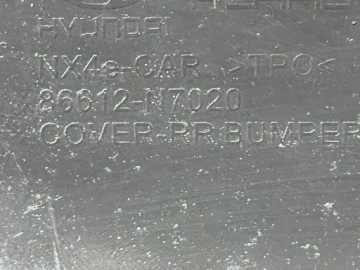 HYUNDAI
NX4e-CAR >TPO<
86612-N7020
COVER-RR BUMPER